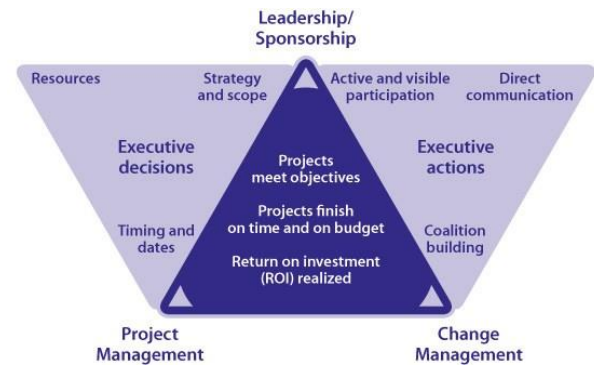 Leadership/
Sponsorship
Resources
Strategy
and scope
Active and visible
participation
Direct
communication
Executive
decisions
Executive
actions
Projects
meet objectives
Projects finish
on time and on budget
Return on investment
(ROI) realized
Timing and
dates
Coalition
building
Project
Management
Change
Management